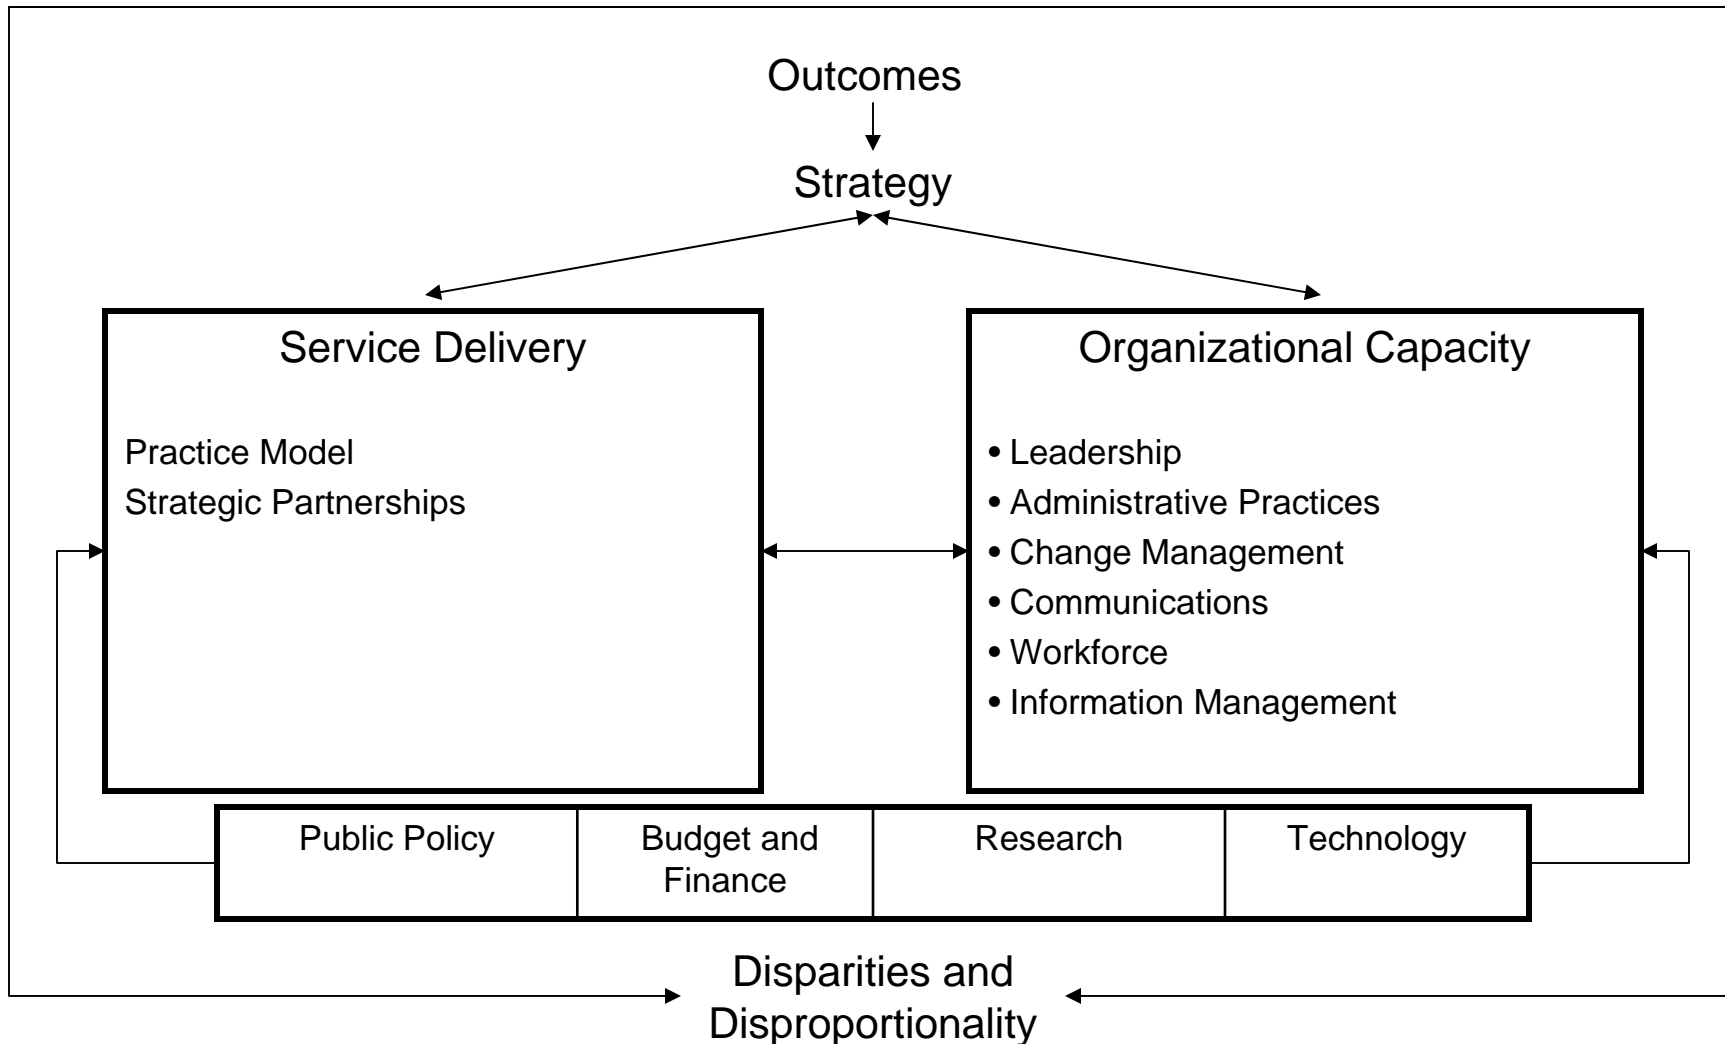 Outcomes
Strategy
Service Delivery
Practice Model
Strategic Partnerships
Organizational Capacity
• Leadership
• Administrative Practices
• Change Management
• Communications
• Workforce
• Information Management
Public Policy
Budget and
Finance
Research
Technology
Disparities and
Disproportionality